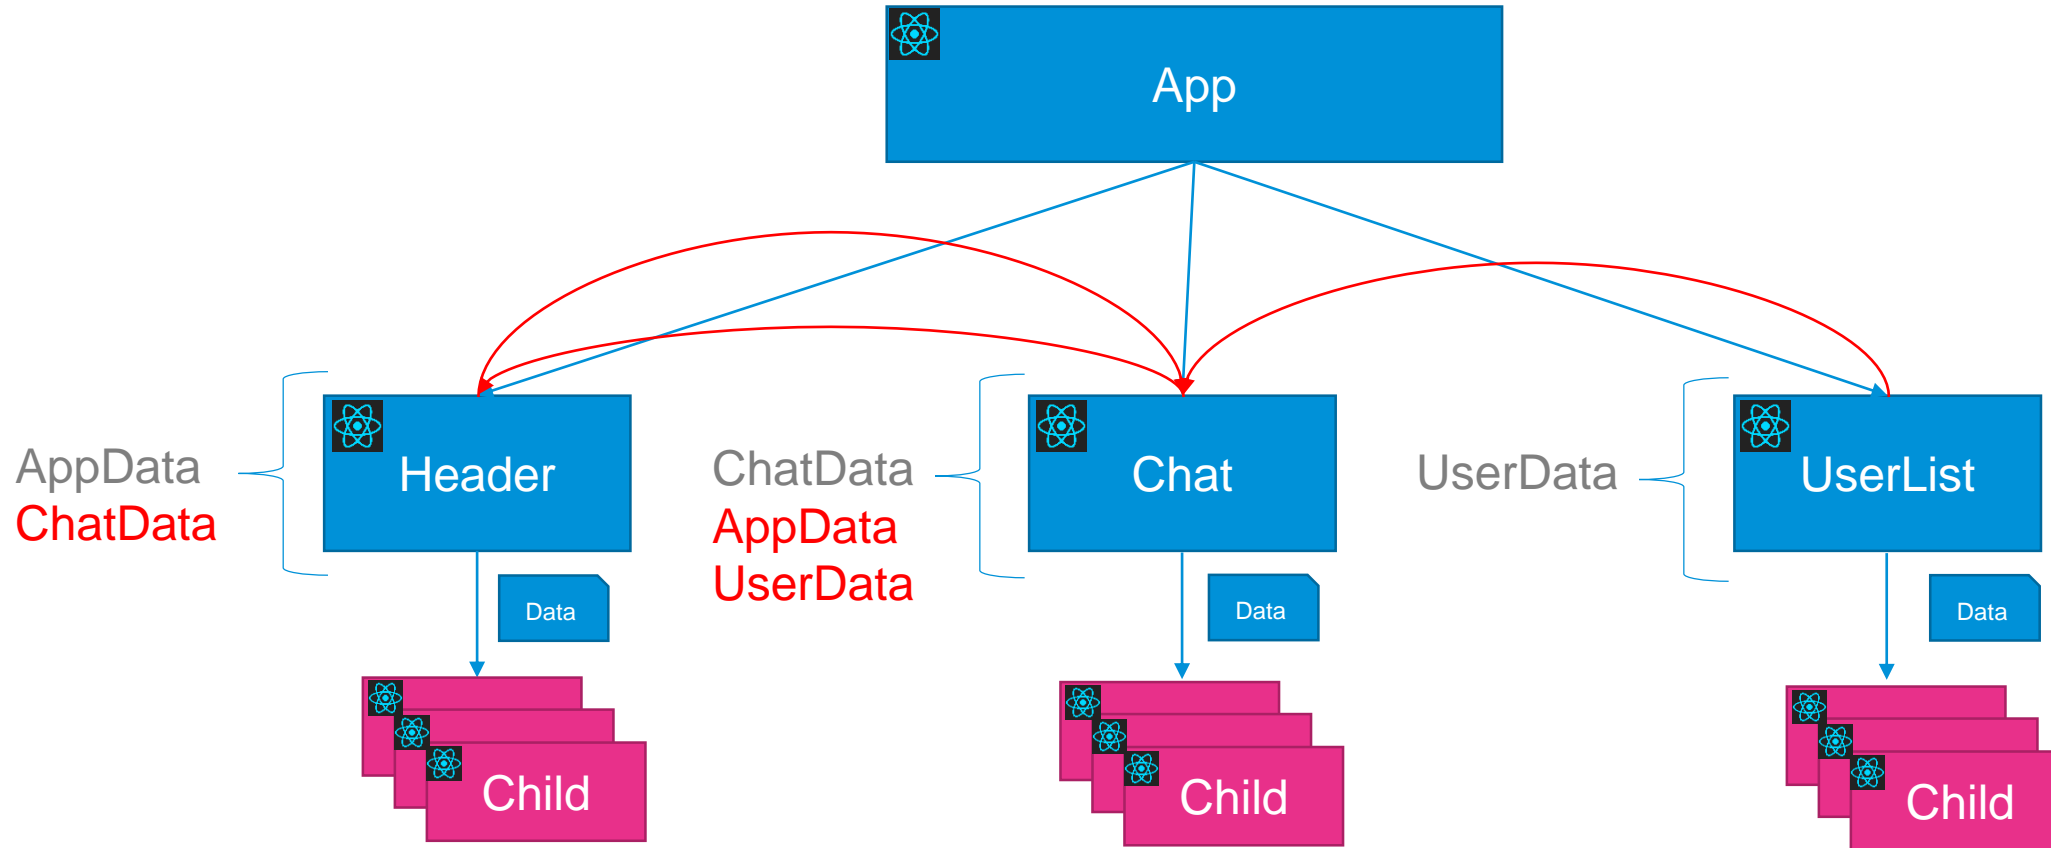 App
AppData
ChatData
Header
ChatData
AppData
UserData
Chat
UserData
UserList
Data
Data
Data
Child
Child
Child